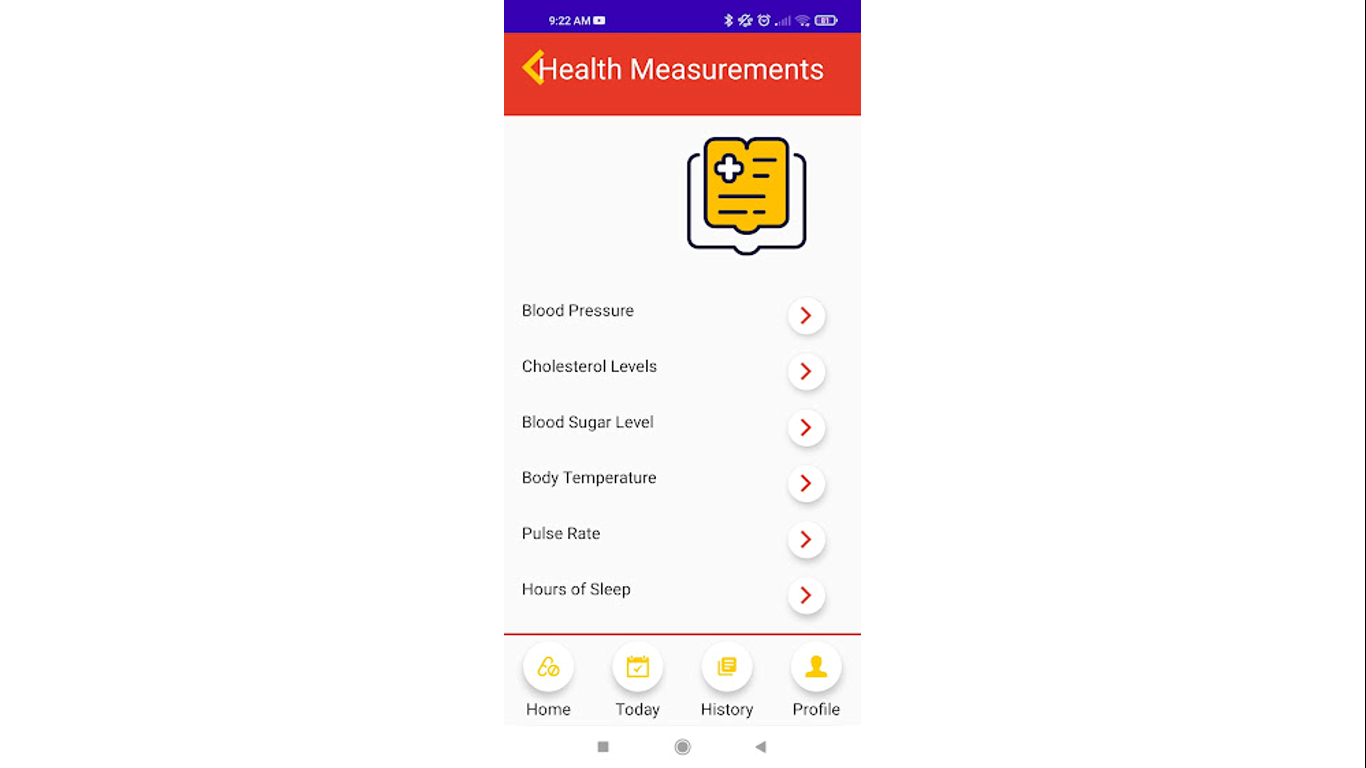 9:22 AM
81
Health Measurements
Blood Pressure
Cholesterol Levels
Blood Sugar Level
Body Temperature
Pulse Rate
Hours of Sleep
Home Today History Profile